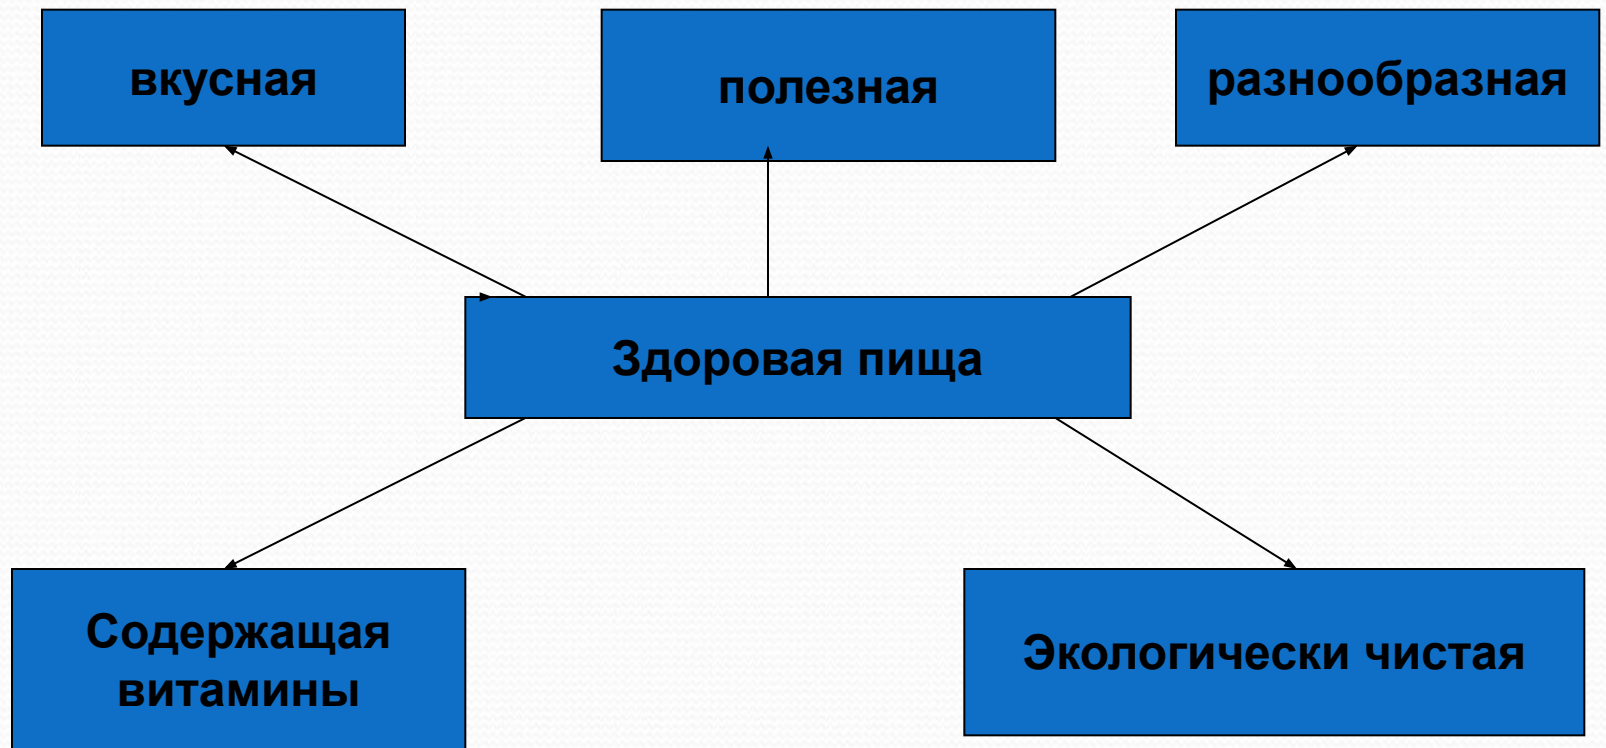 вкусная
полезная
разнообразная
Здоровая пища
Содержащая
витамины
Экологически чистая